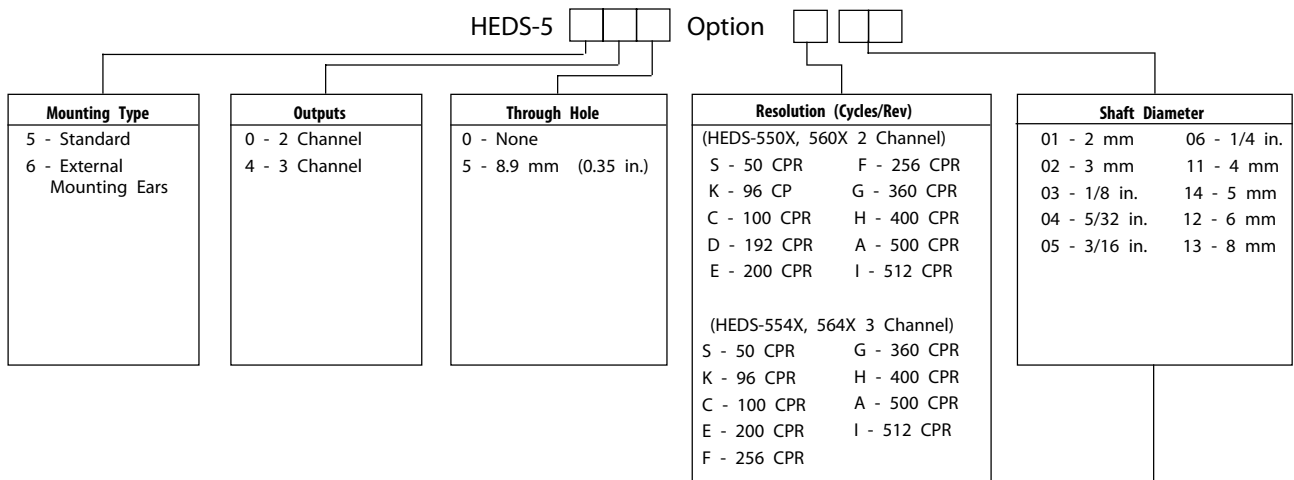 HEDS-5 Option
Mounting Type
5 - Standard
6 - External
Mounting Ears
Outputs
0 - 2 Channel
4 - 3 Channel
Through Hole
0 - None
5 - 8.9 mm (0.35 in.)
Resolution (Cycles/Rev)
(HEDS-550X, 560X 2 Channel)
S - 50 CPR F - 256 CPR
K - 96 CP G - 360 CPR
C - 100 CPR H - 400 CPR
D - 192 CPR A - 500 CPR
E - 200 CPR I - 512 CPR
(HEDS-554X, 564X 3 Channel)
S - 50 CPR G - 360 CPR
K - 96 CPR H - 400 CPR
C - 100 CPR A - 500 CPR
E - 200 CPR I - 512 CPR
F - 256 CPR
Shaft Diameter
01 - 2 mm 06 - 1/4 in.
02 - 3 mm 11 - 4 mm
03 - 1/8 in. 14 - 5 mm
04 - 5/32 in. 12 - 6 mm
05 - 3/16 in. 13 - 8 mm